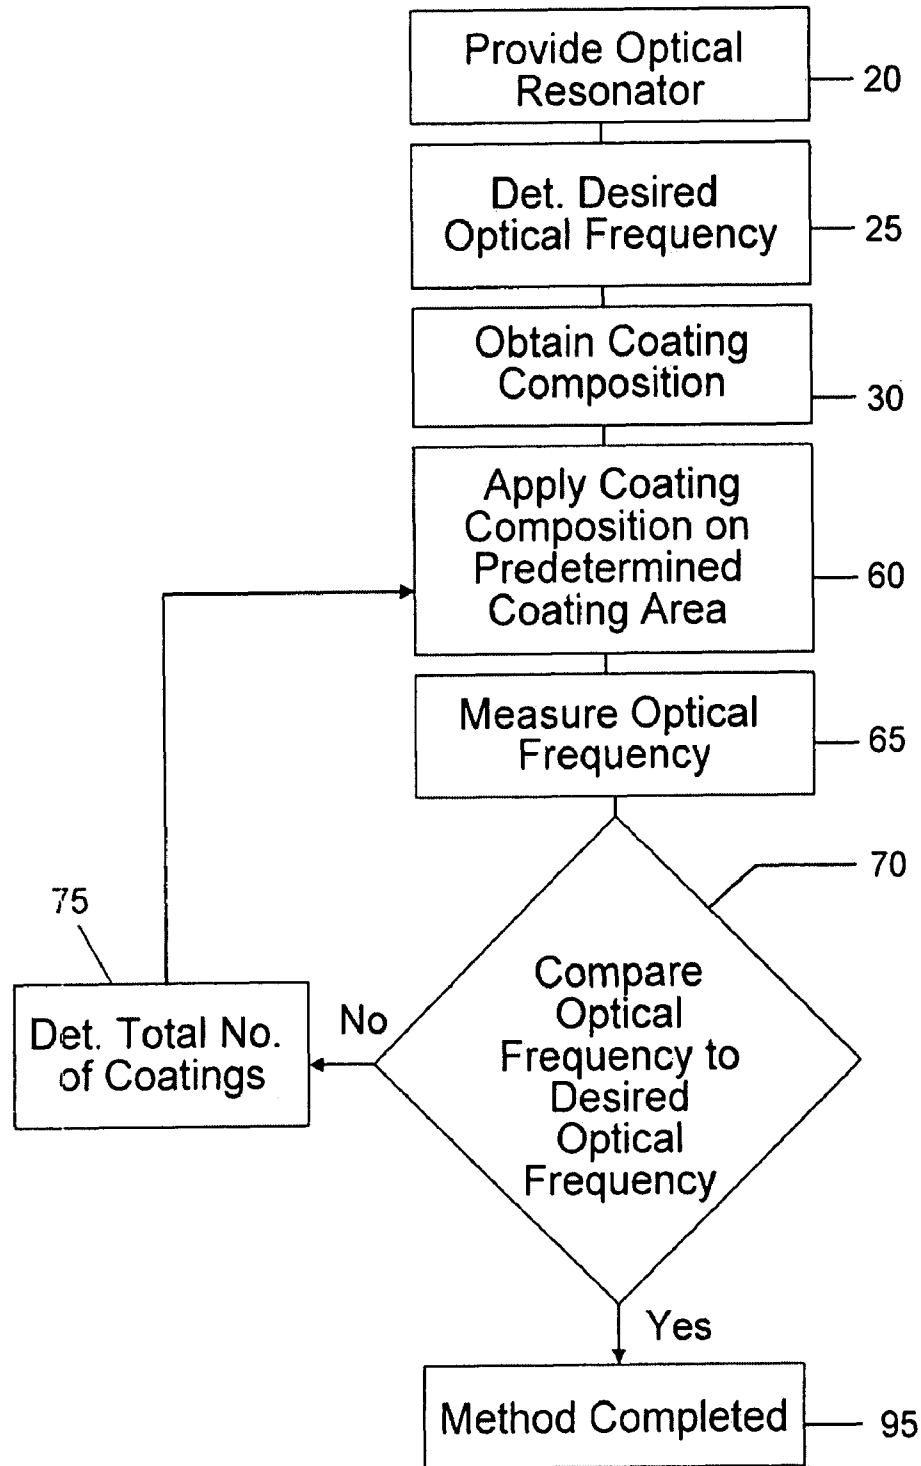 Provide Optical
Resonator
20
Det. Desired
Optical Frequency
25
Obtain Coating
Composition
30
Apply Coating
Composition on
Predetermined
Coating Area
60
Measure Optical
Frequency
65
70
Compare
Optical
Frequency to
Desired
Optical
Frequency
No
75
Det. Total No.
of Coatings
Yes
Method Completed
95